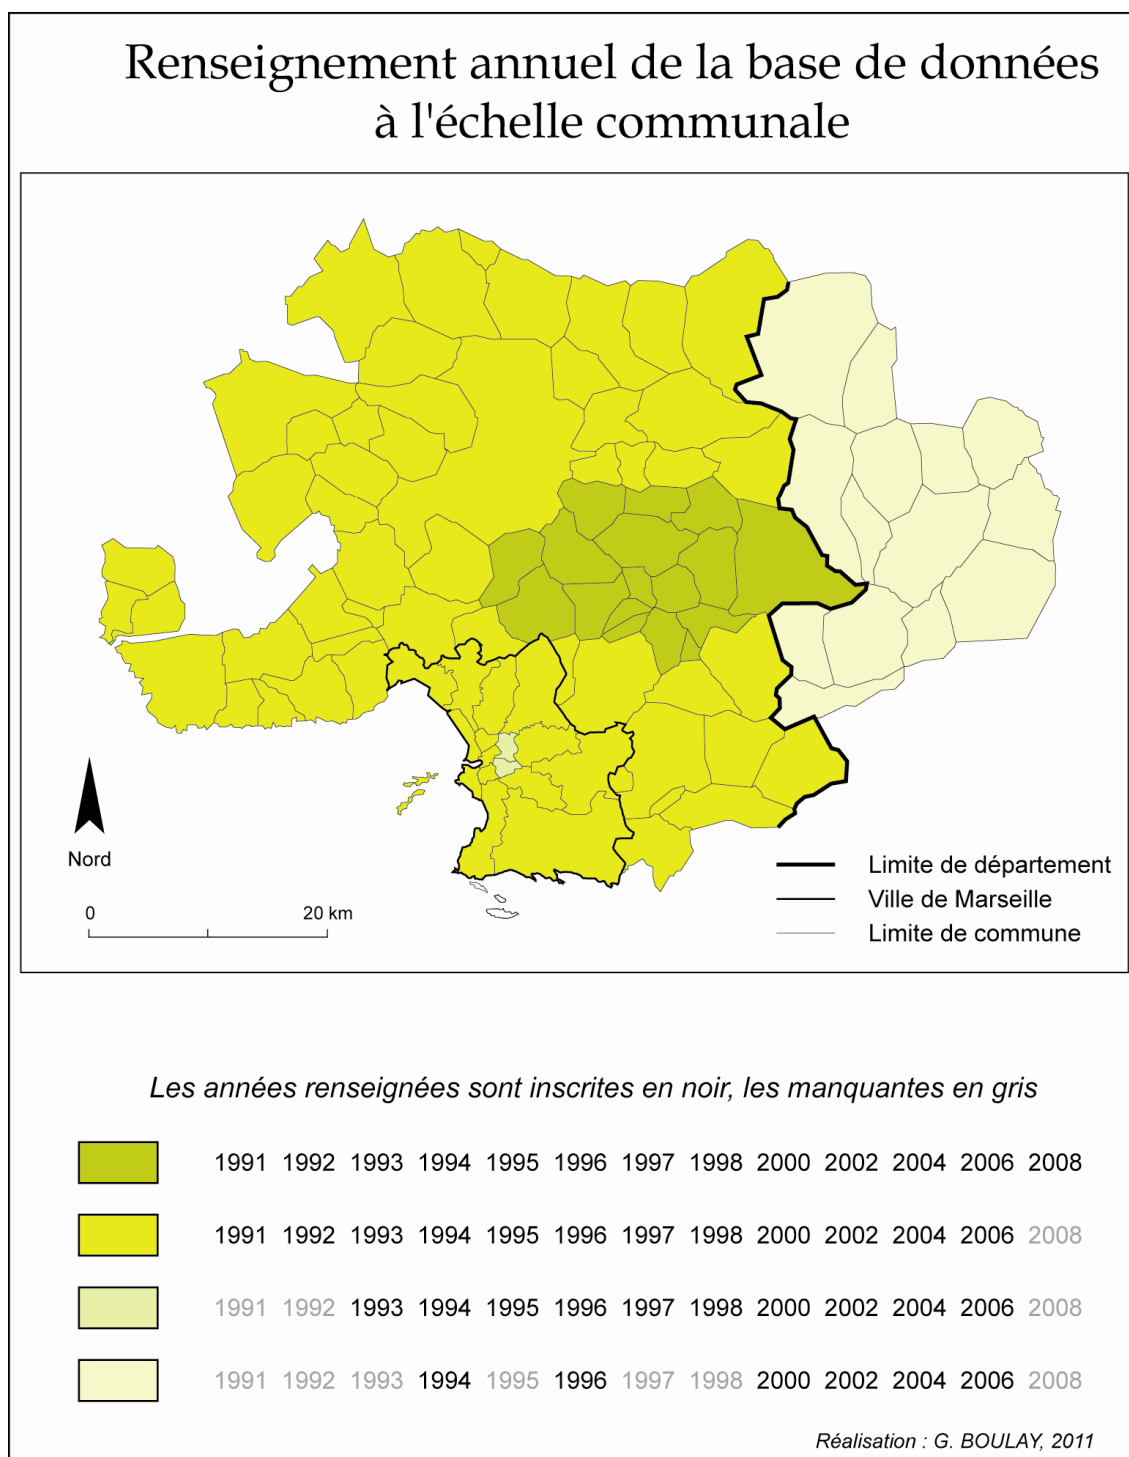 Renseignement annuel de la base de données
à l'échelle communale
Nord
0 20 km
Limite de département
Ville de Marseille
Limite de commune
Les années renseignées sont inscrites en noir, les manquantes en gris
1991 1992 1993 1994 1995 1996 1997 1998 2000 2002 2004 2006 2008
1991 1992 1993 1994 1995 1996 1997 1998 2000 2002 2004 2006 2008
1991 1992 1993 1994 1995 1996 1997 1998 2000 2002 2004 2006 2008
1991 1992 1993 1994 1995 1996 1997 1998 2000 2002 2004 2006 2008
Réalisation : G. BOULAY, 2011